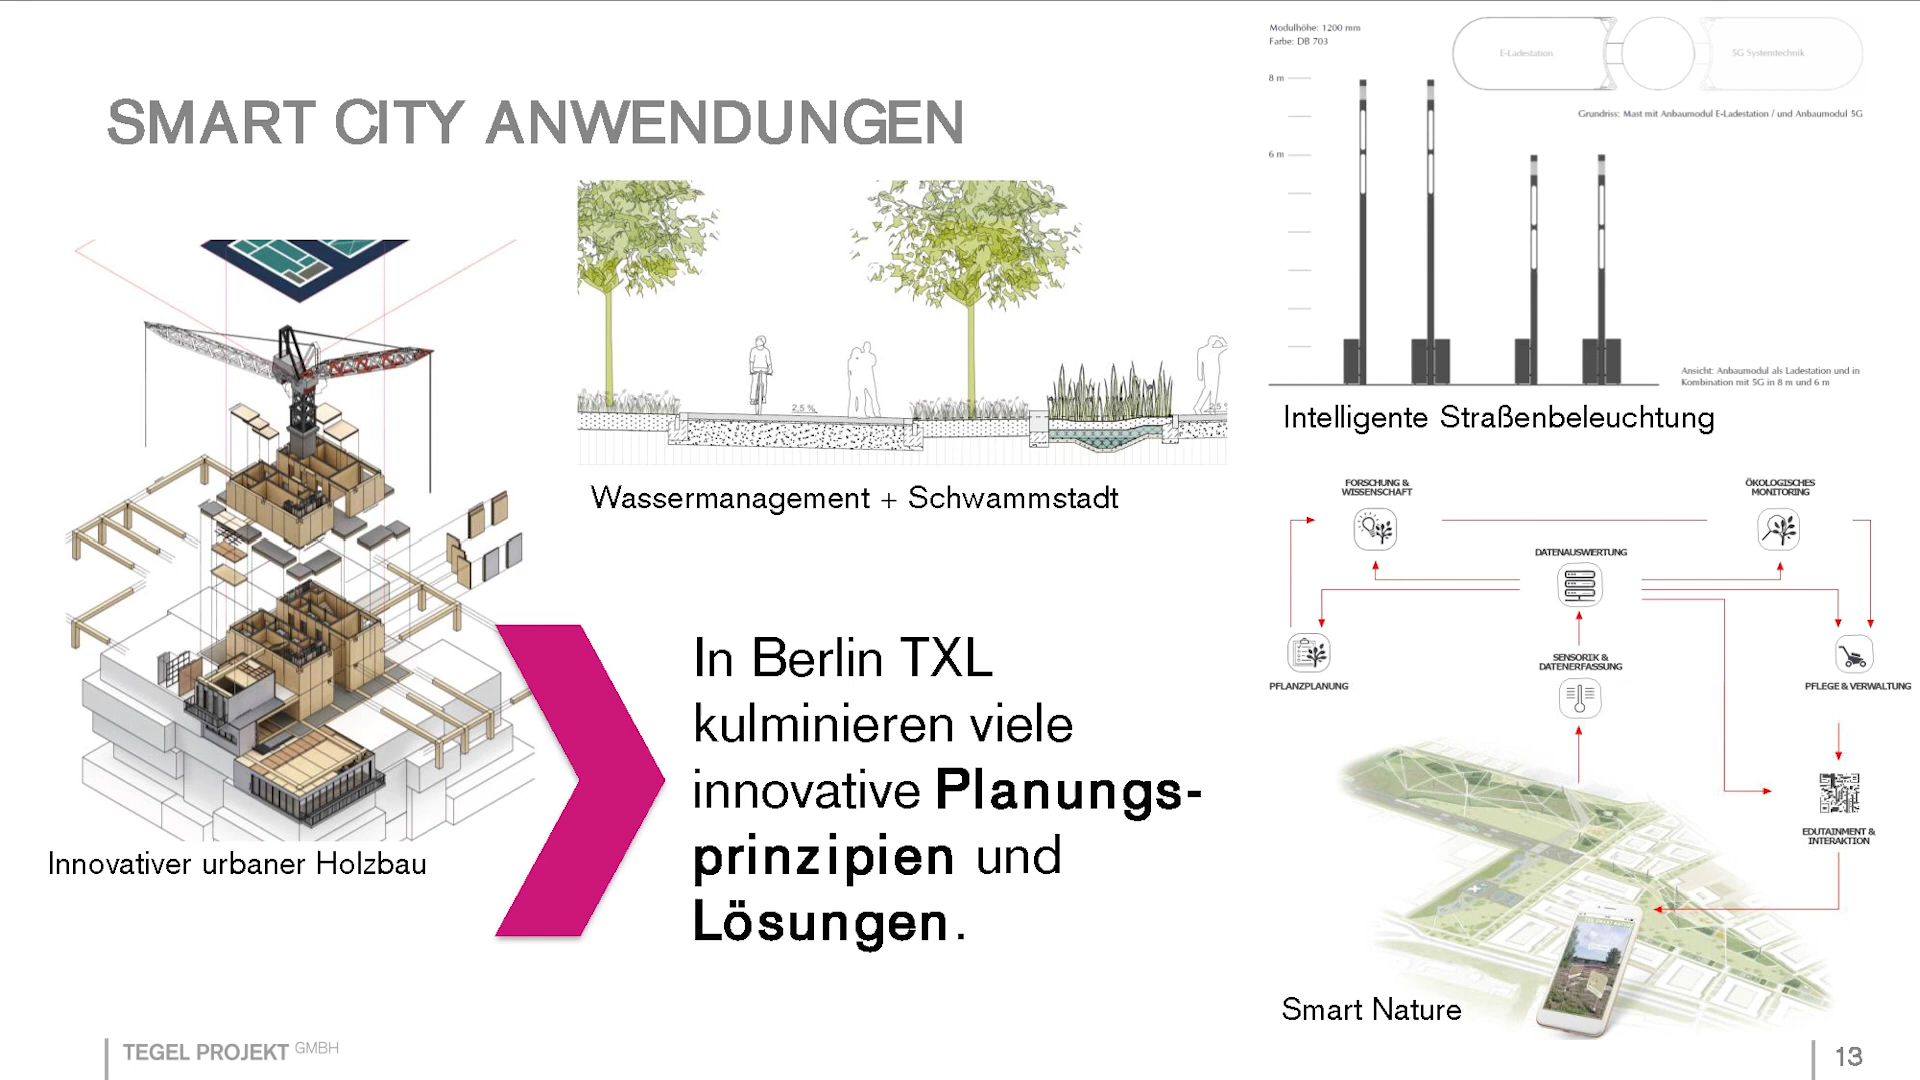 SMART CITY ANWENDUNGEN
Modulhöhe: 1200 mm
Farbe: DB 703
E-Ladestation
5G Systemtechnik
8 m
Grundriss: Mast mit Anbaumodul E-Ladestation / und Anbaumodul 5G
6 m
Ansicht: Anbaumodul als Ladestation und in
Kombination mit 5G in 8 m und 6 m
Intelligente Straßenbeleuchtung
2,5 %
2,5 %
Wassermanagement + Schwammstadt
Innovativer urbaner Holzbau
In Berlin TXL
kulminieren viele
innovative Planungs-
prinzipien und
Lösungen.
FORSCHUNG &
WISSENSCHAFT
ÖKOLOGISCHES
MONITORING
DATENAUSWERTUNG
SENSORIK &
DATENERFASSUNG
PFLANZPLANUNG
PFLEGE & VERWALTUNG
EDUTAINMENT &
INTERAKTION
Smart Nature
TEGEL PROJEKT GMBH
13